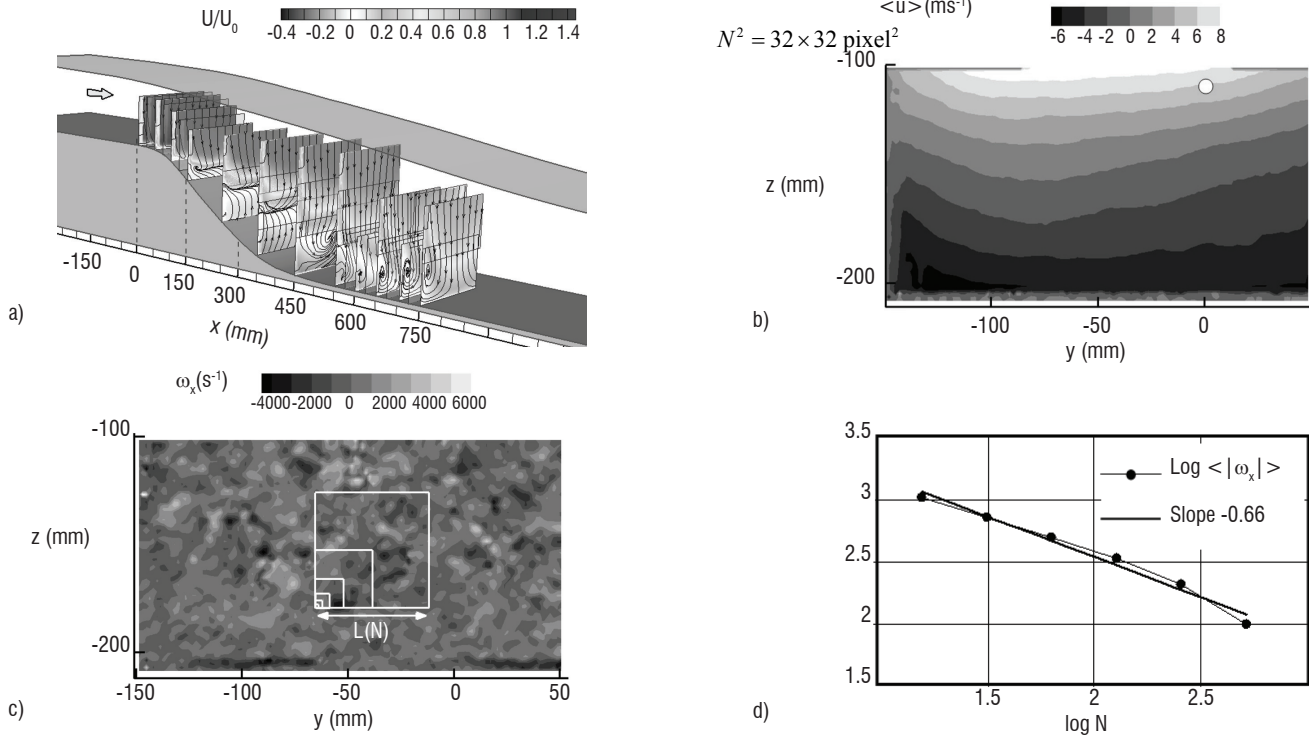 U/U₀
-0.4 -0.2 0 0.2 0.4 0.6 0.8 1 1.2 1.4
-150
0
150
300
450
600
750
x (mm)
a)
<u>(ms⁻¹)
-6 -4 -2 0 2 4 6 8
N² = 32×32 pixel²
-100
z (mm)
-200
-100 -50 0
y (mm)
b)
ωₓ(s⁻¹)
-4000 -2000 0 2000 4000 6000
-100
z (mm)
-200
L(N)
-150 -100 -50 0 50
y (mm)
c)
3.5
3
2.5
2
1.5
Log <|ωₓ|>
Slope -0.66
1.5 2 2.5
log N
d)